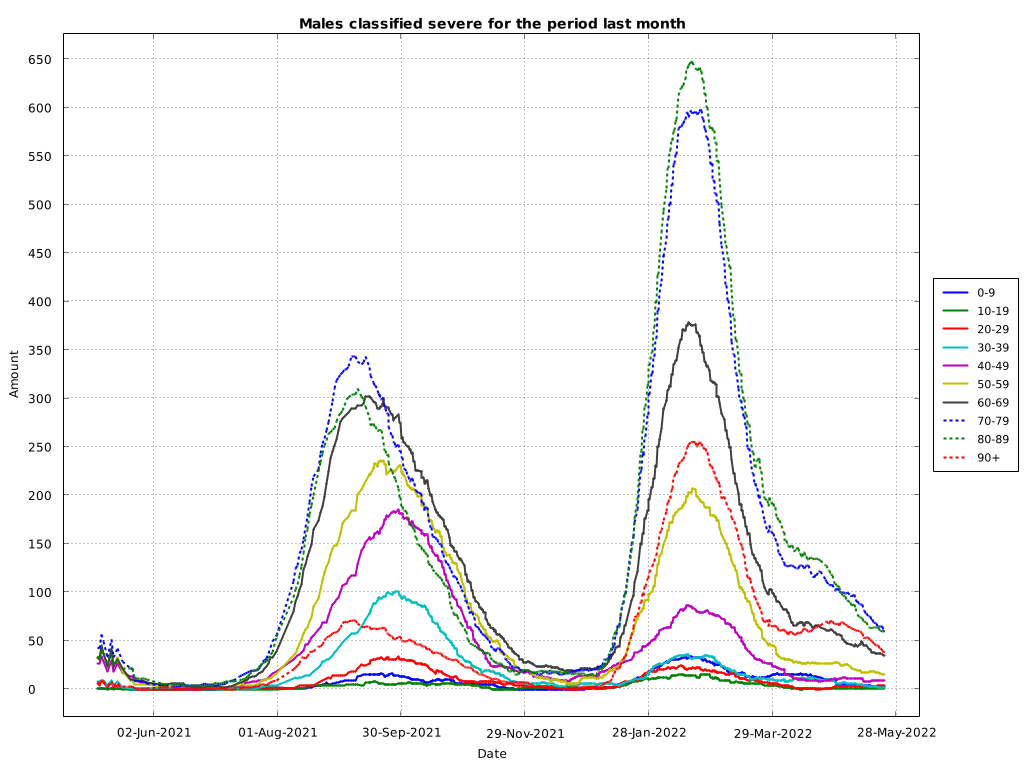 Males classified severe for the period last month
650
600
550
500
450
400
350
300
250
200
150
100
50
0
Amount
02-Jun-2021
01-Aug-2021
30-Sep-2021
29-Nov-2021
28-Jan-2022
29-Mar-2022
28-May-2022
Date
0-9
10-19
20-29
30-39
40-49
50-59
60-69
70-79
80-89
90+